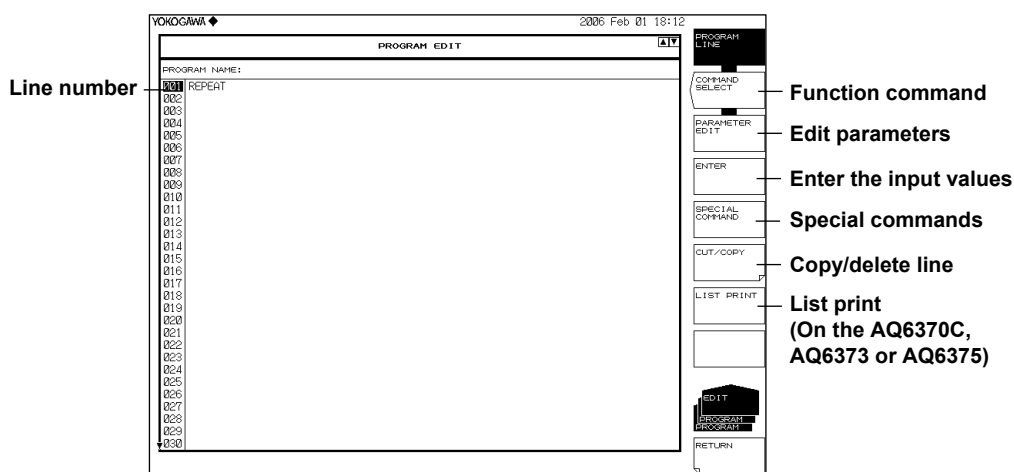 YOKOGAWA ◆
2006 Feb 01 18:12
PROGRAM EDIT
▲▼
PROGRAM NAME:
Line number
001 REPEAT
002
003
004
005
006
007
008
009
010
011
012
013
014
015
016
017
018
019
020
021
022
023
024
025
026
027
028
029
▼030
PROGRAM
LINE
COMMAND
SELECT
Function command
PARAMETER
EDIT
Edit parameters
ENTER
Enter the input values
SPECIAL
COMMAND
Special commands
CUT/COPY
Copy/delete line
LIST PRINT
List print
(On the AQ6370C,
AQ6373 or AQ6375)
EDIT
PROGRAM
PROGRAM
RETURN